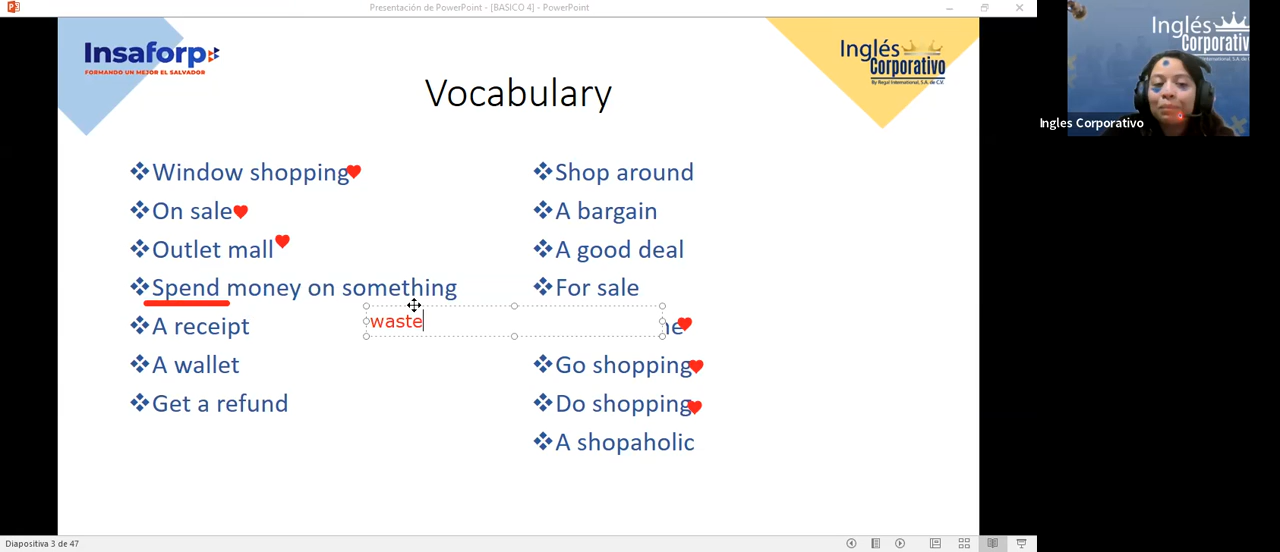 Presentación de PowerPoint - [BASICO 4] - PowerPoint
Insaforp
FORMANDO UN MEJOR EL SALVADOR
Inglés
Corporativo
By Regal International, S.A. de C.V.
Inglés
Corporativo
Ingles Corporativo
Vocabulary
Window shopping
On sale
Outlet mall
Spend money on something
A receipt
A wallet
Get a refund
waste
Shop around
A bargain
A good deal
For sale
Go shopping
Do shopping
A shopaholic
Diapositiva 3 de 47